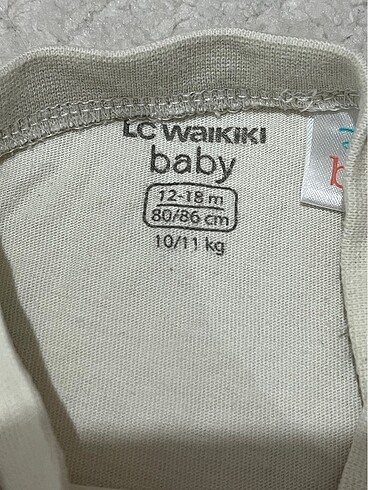 LC WAIKIKI
baby
12-18 m
80/86 cm
10/11 kg
b